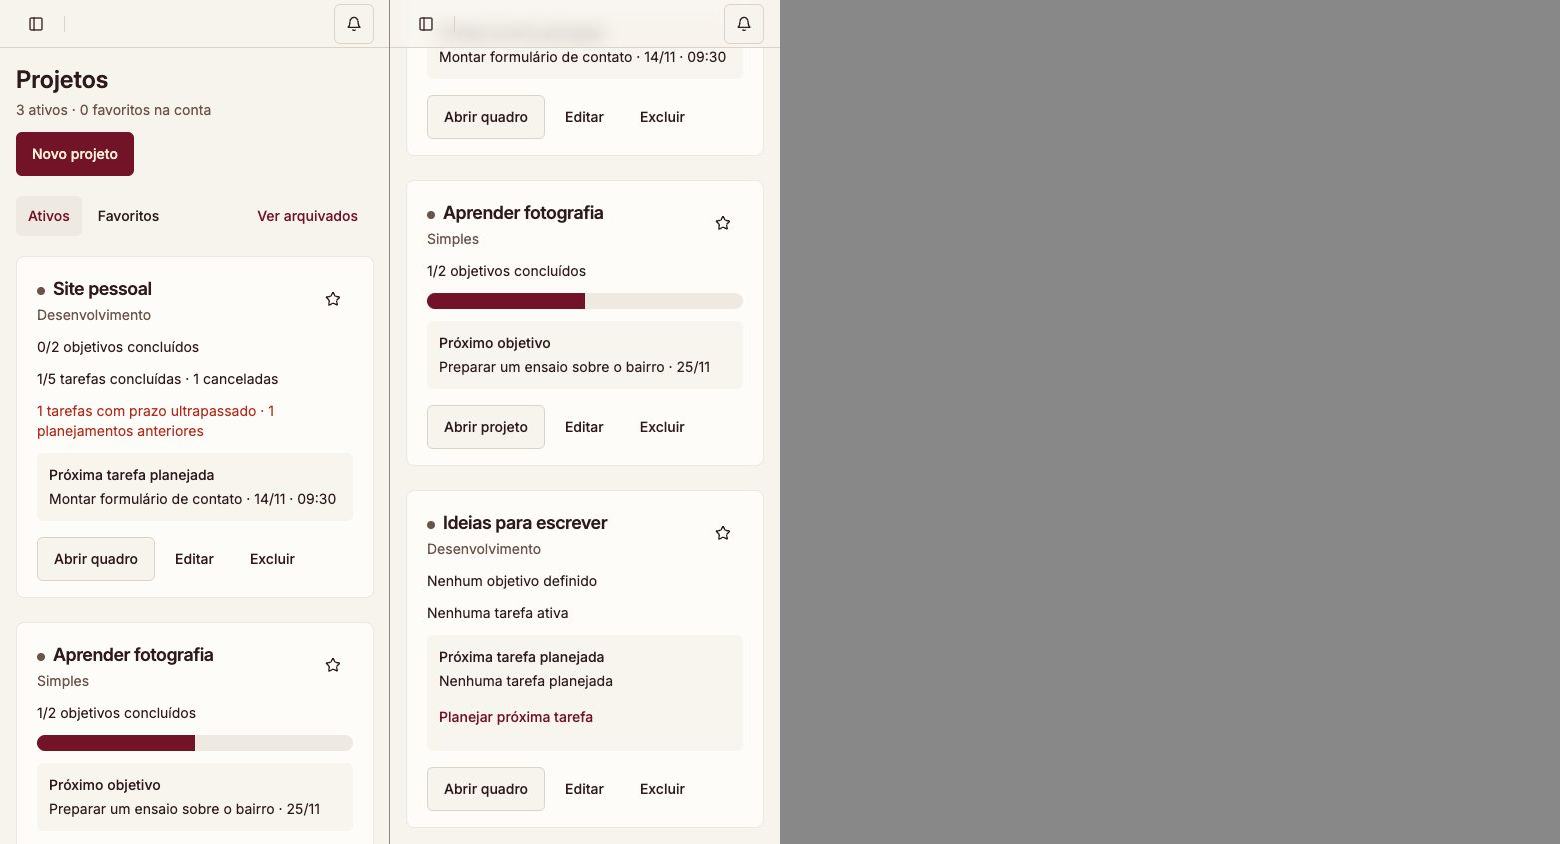 Projetos
3 ativos · 0 favoritos na conta
Novo projeto
Ativos
Favoritos
Ver arquivados
Site pessoal
Desenvolvimento
0/2 objetivos concluídos
1/5 tarefas concluídas · 1 canceladas
1 tarefas com prazo ultrapassado · 1
planejamentos anteriores
Próxima tarefa planejada
Montar formulário de contato · 14/11 · 09:30
Abrir quadro
Editar
Excluir
Aprender fotografia
Simples
1/2 objetivos concluídos
Próximo objetivo
Preparar um ensaio sobre o bairro · 25/11
Montar formulário de contato · 14/11 · 09:30
Abrir quadro
Editar
Excluir
Aprender fotografia
Simples
1/2 objetivos concluídos
Próximo objetivo
Preparar um ensaio sobre o bairro · 25/11
Abrir projeto
Editar
Excluir
Ideias para escrever
Desenvolvimento
Nenhum objetivo definido
Nenhuma tarefa ativa
Próxima tarefa planejada
Nenhuma tarefa planejada
Planejar próxima tarefa
Abrir quadro
Editar
Excluir